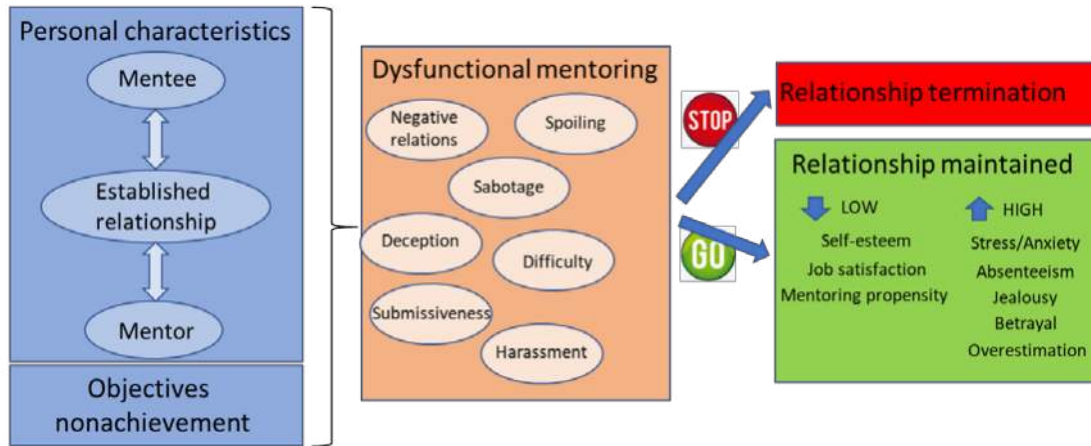 Personal characteristics
Mentee
Established
relationship
Mentor
Objectives
nonachievement
Dysfunctional mentoring
Negative
relations
Spoiling
Sabotage
Deception
Difficulty
Submissiveness
Harassment
STOP
GO
Relationship termination
Relationship maintained
LOW
Self-esteem
Job satisfaction
Mentoring propensity
HIGH
Stress/Anxiety
Absenteeism
Jealousy
Betrayal
Overestimation